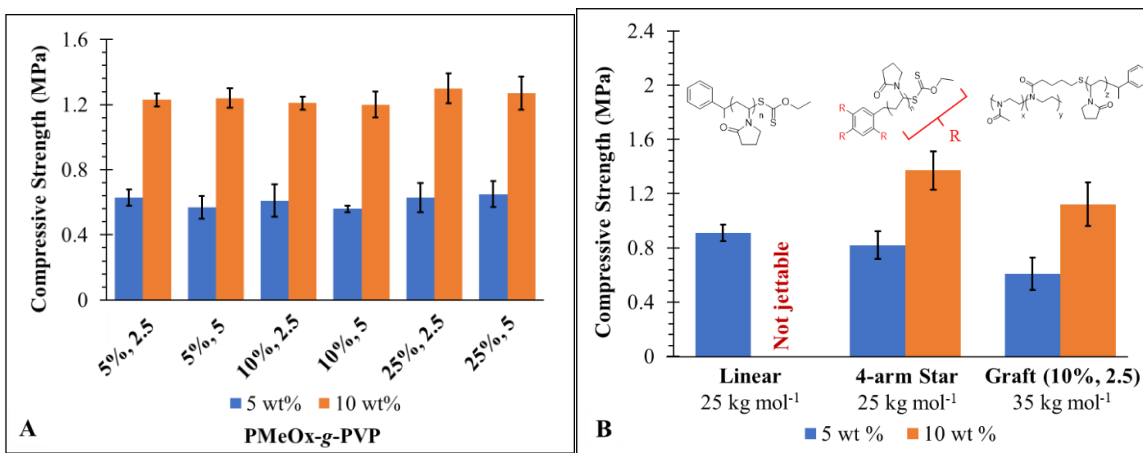 Compressive Strength (MPa)
1.6
1.2
0.8
0.4
0
5%, 2.5
5%, 5
10%, 2.5
10%, 5
25%, 2.5
25%, 5
5 wt%
10 wt%
A
PMeOx-g-PVP
Compressive Strength (MPa)
2.4
2
1.6
1.2
0.8
0.4
0
n
N
O
S
O
S
R
R
R
O
N
n
S
S
O
R
O
N
O
N
x
y
S
z
N
O
Not jettable
Linear
25 kg mol⁻¹
4-arm Star
25 kg mol⁻¹
Graft (10%, 2.5)
35 kg mol⁻¹
5 wt %
10 wt %
B